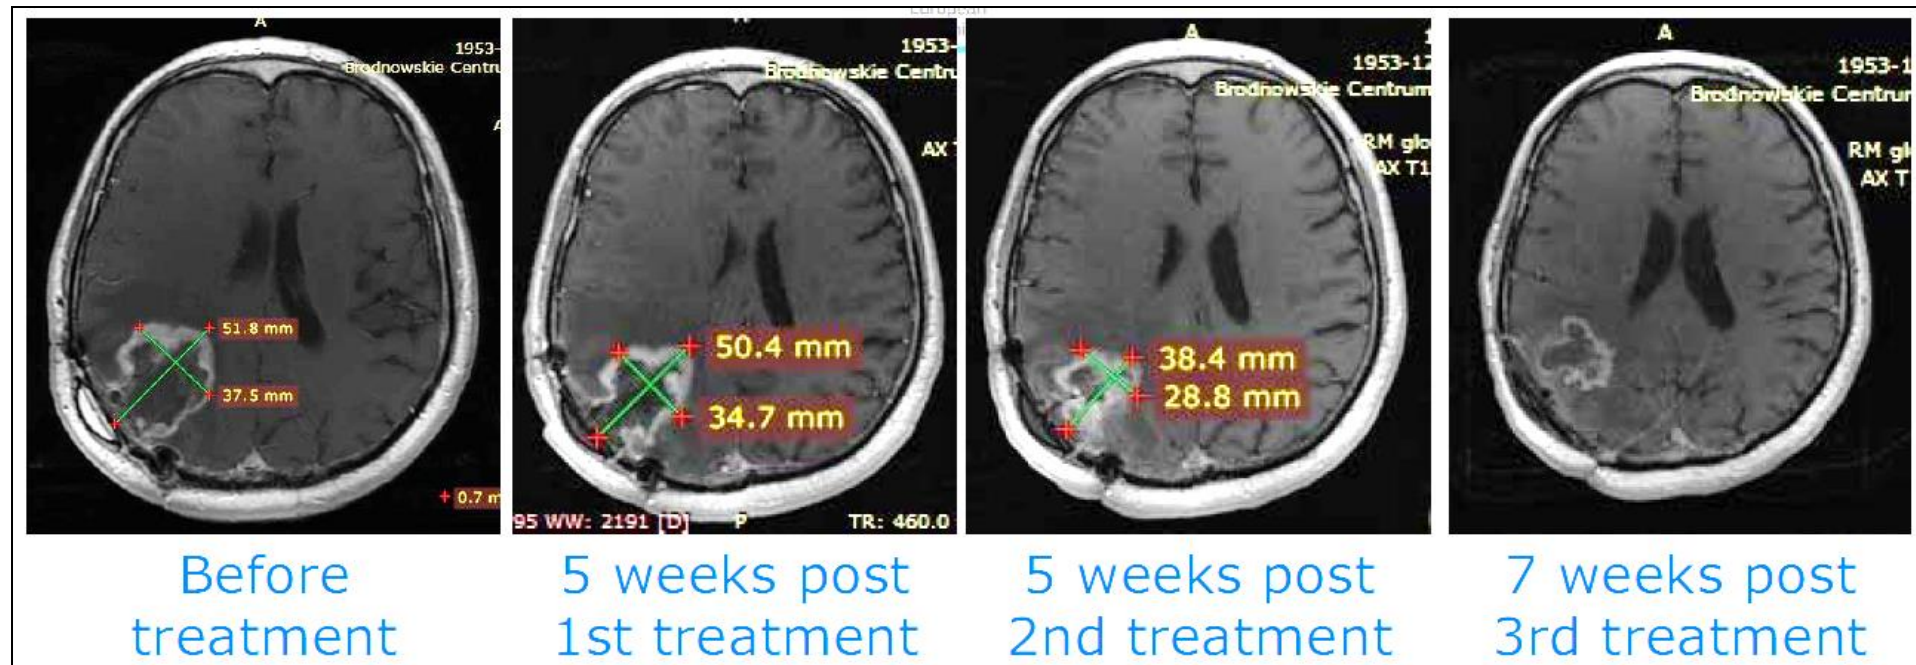 European
A
1953-
Brodnowskie Centru
A
51.8 mm
37.5 mm
0.7 m
1953-
Brodnowskie Centru
AX T
50.4 mm
34.7 mm
95 WW: 2191 [D]
P
TR: 460.0
A
1953-12
Brodnowskie Centrum
RM glo
AX T1
38.4 mm
28.8 mm
A
1953-1
Brodnowskie Centru
RM gl
AX T
Before
treatment
5 weeks post
1st treatment
5 weeks post
2nd treatment
7 weeks post
3rd treatment